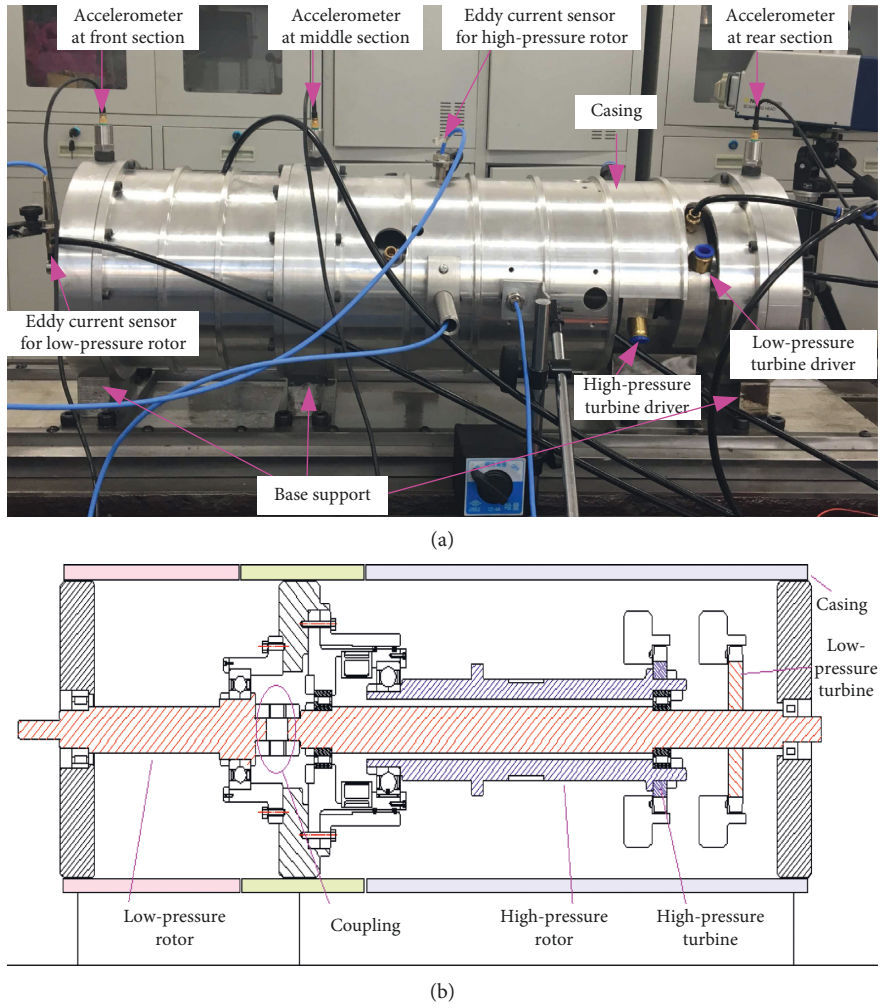 Accelerometer
at front section
Accelerometer
at middle section
Eddy current sensor
for high-pressure rotor
Accelerometer
at rear section
Casing
Eddy current sensor
for low-pressure rotor
Low-pressure
turbine driver
High-pressure
turbine driver
Base support
(a)
Casing
Low-
pressure
turbine
Low-pressure
rotor
Coupling
High-pressure
rotor
High-pressure
turbine
(b)